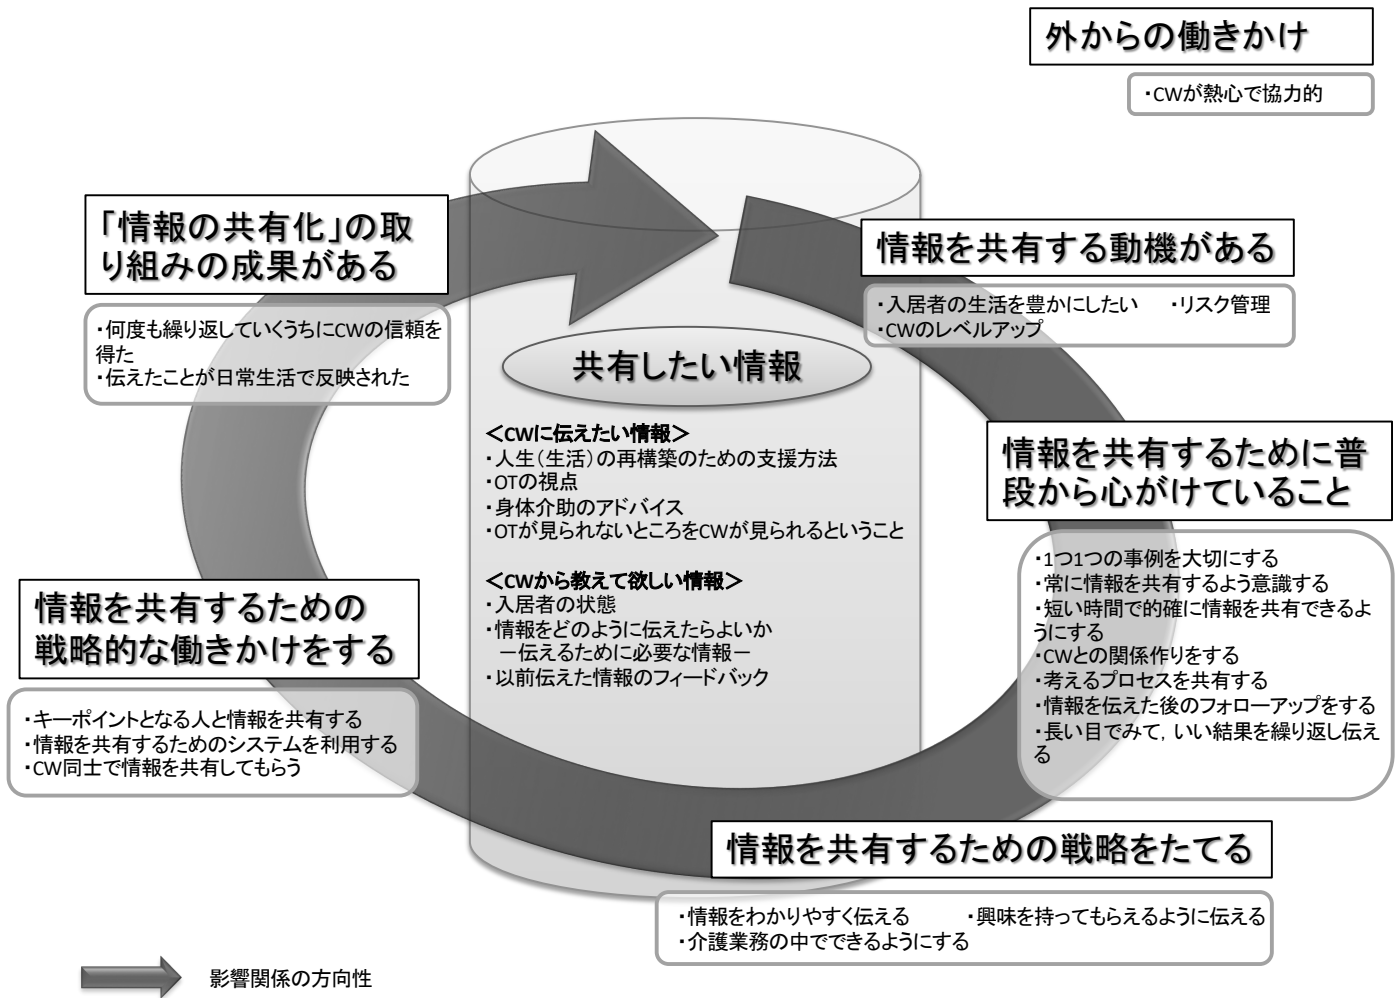 外からの働きかけ
・CWが熱心で協力的
「情報の共有化」の取
り組みの成果がある
・何度も繰り返していくうちにCWの信頼を
得た
・伝えたことが日常生活で反映された
情報を共有する動機がある
・入居者の生活を豊かにしたい ・リスク管理
・CWのレベルアップ
共有したい情報
＜CWに伝えたい情報＞
・人生（生活）の再構築のための支援方法
・OTの視点
・身体介助のアドバイス
・OTが見られないところをCWが見られるということ
＜CWから教えて欲しい情報＞
・入居者の状態
・情報をどのように伝えたらよいか
－伝えるために必要な情報－
・以前伝えた情報のフィードバック
情報を共有するために普
段から心がけていること
・1つ1つの事例を大切にする
・常に情報を共有するよう意識する
・短い時間で的確に情報を共有できるよ
うにする
・CWとの関係作りをする
・考えるプロセスを共有する
・情報を伝えた後のフォローアップをする
・長い目でみて，いい結果を繰り返し伝え
る
情報を共有するための
戦略的な働きかけをする
・キーポイントとなる人と情報を共有する
・情報を共有するためのシステムを利用する
・CW同士で情報を共有してもらう
情報を共有するための戦略をたてる
・情報をわかりやすく伝える ・興味を持ってもらえるように伝える
・介護業務の中でできるようにする
影響関係の方向性